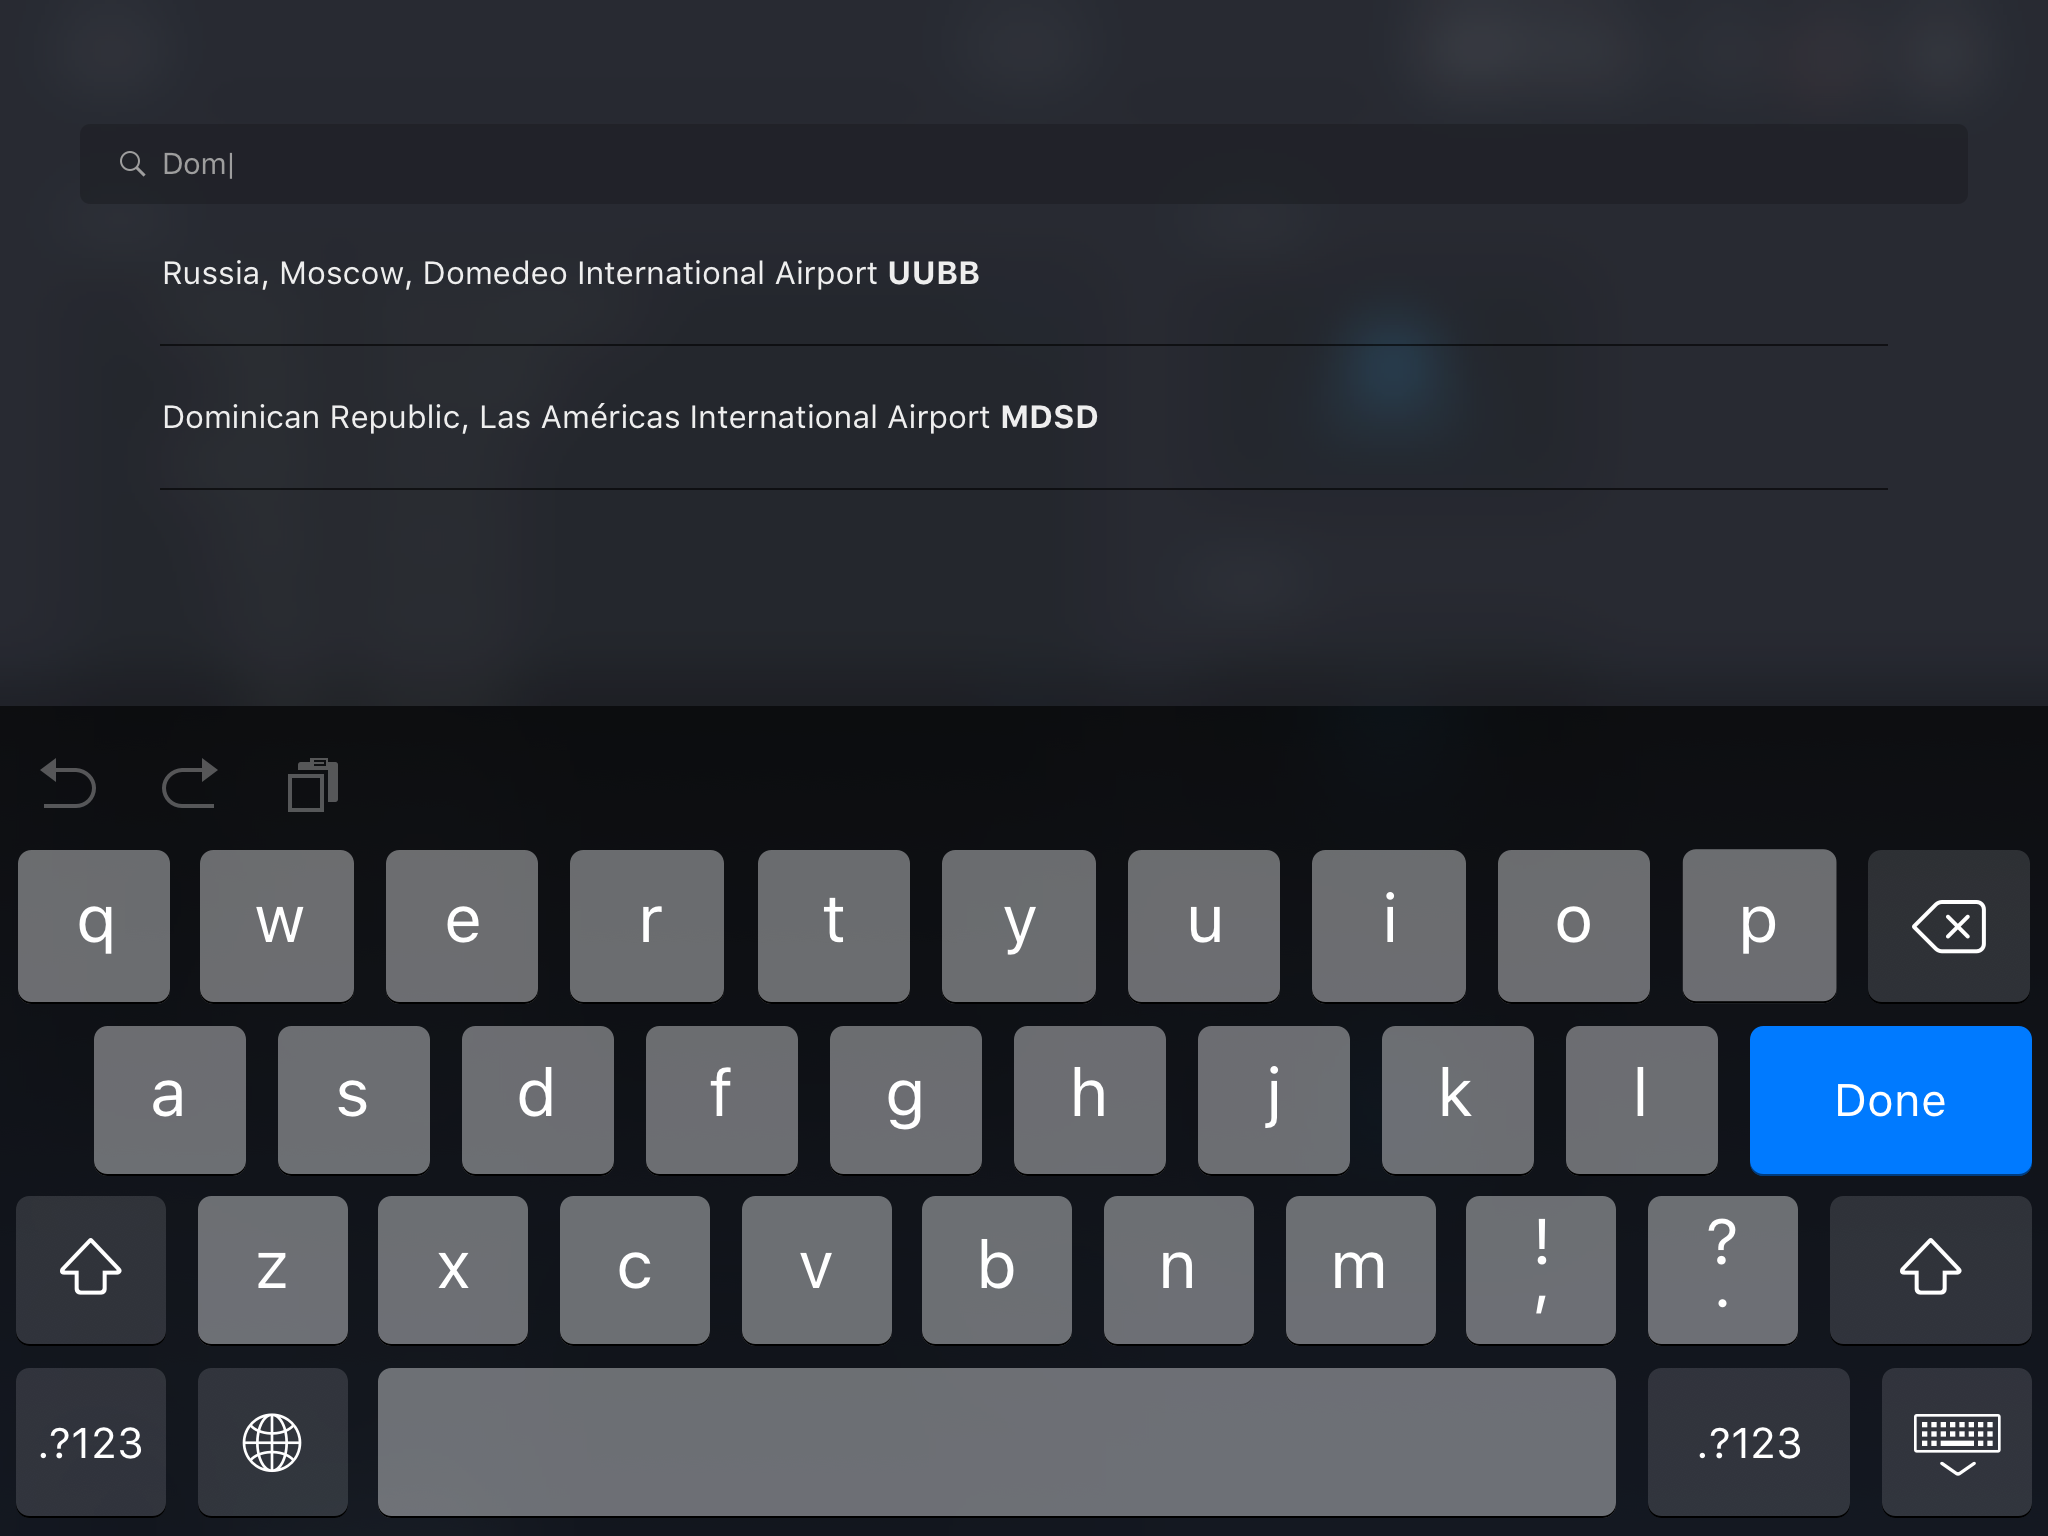 Dom
Russia, Moscow, Domedeo International Airport UUBB
Dominican Republic, Las Américas International Airport MDSD
q w e r t y u i o p
a s d f g h j k l Done
z x c v b n m ! , ? .
.?123 .?123